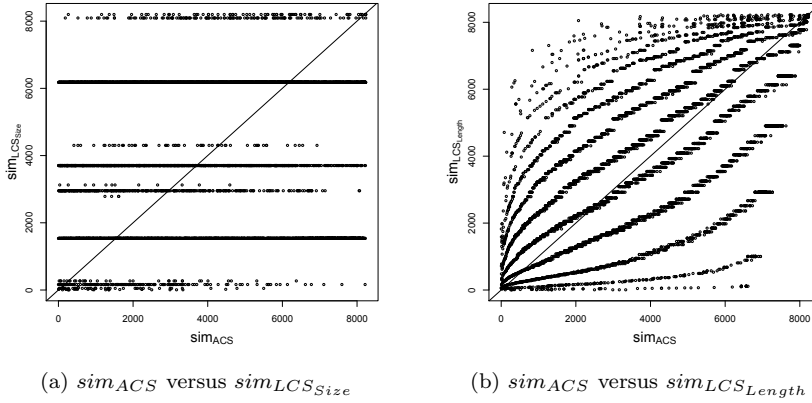 8000
6000
4000
2000
0
sim_LCS_Size
0 2000 4000 6000 8000
sim_ACS
(a) sim_ACS versus sim_LCS_Size
8000
6000
4000
2000
0
sim_LCS_Length
0 2000 4000 6000 8000
sim_ACS
(b) sim_ACS versus sim_LCS_Length